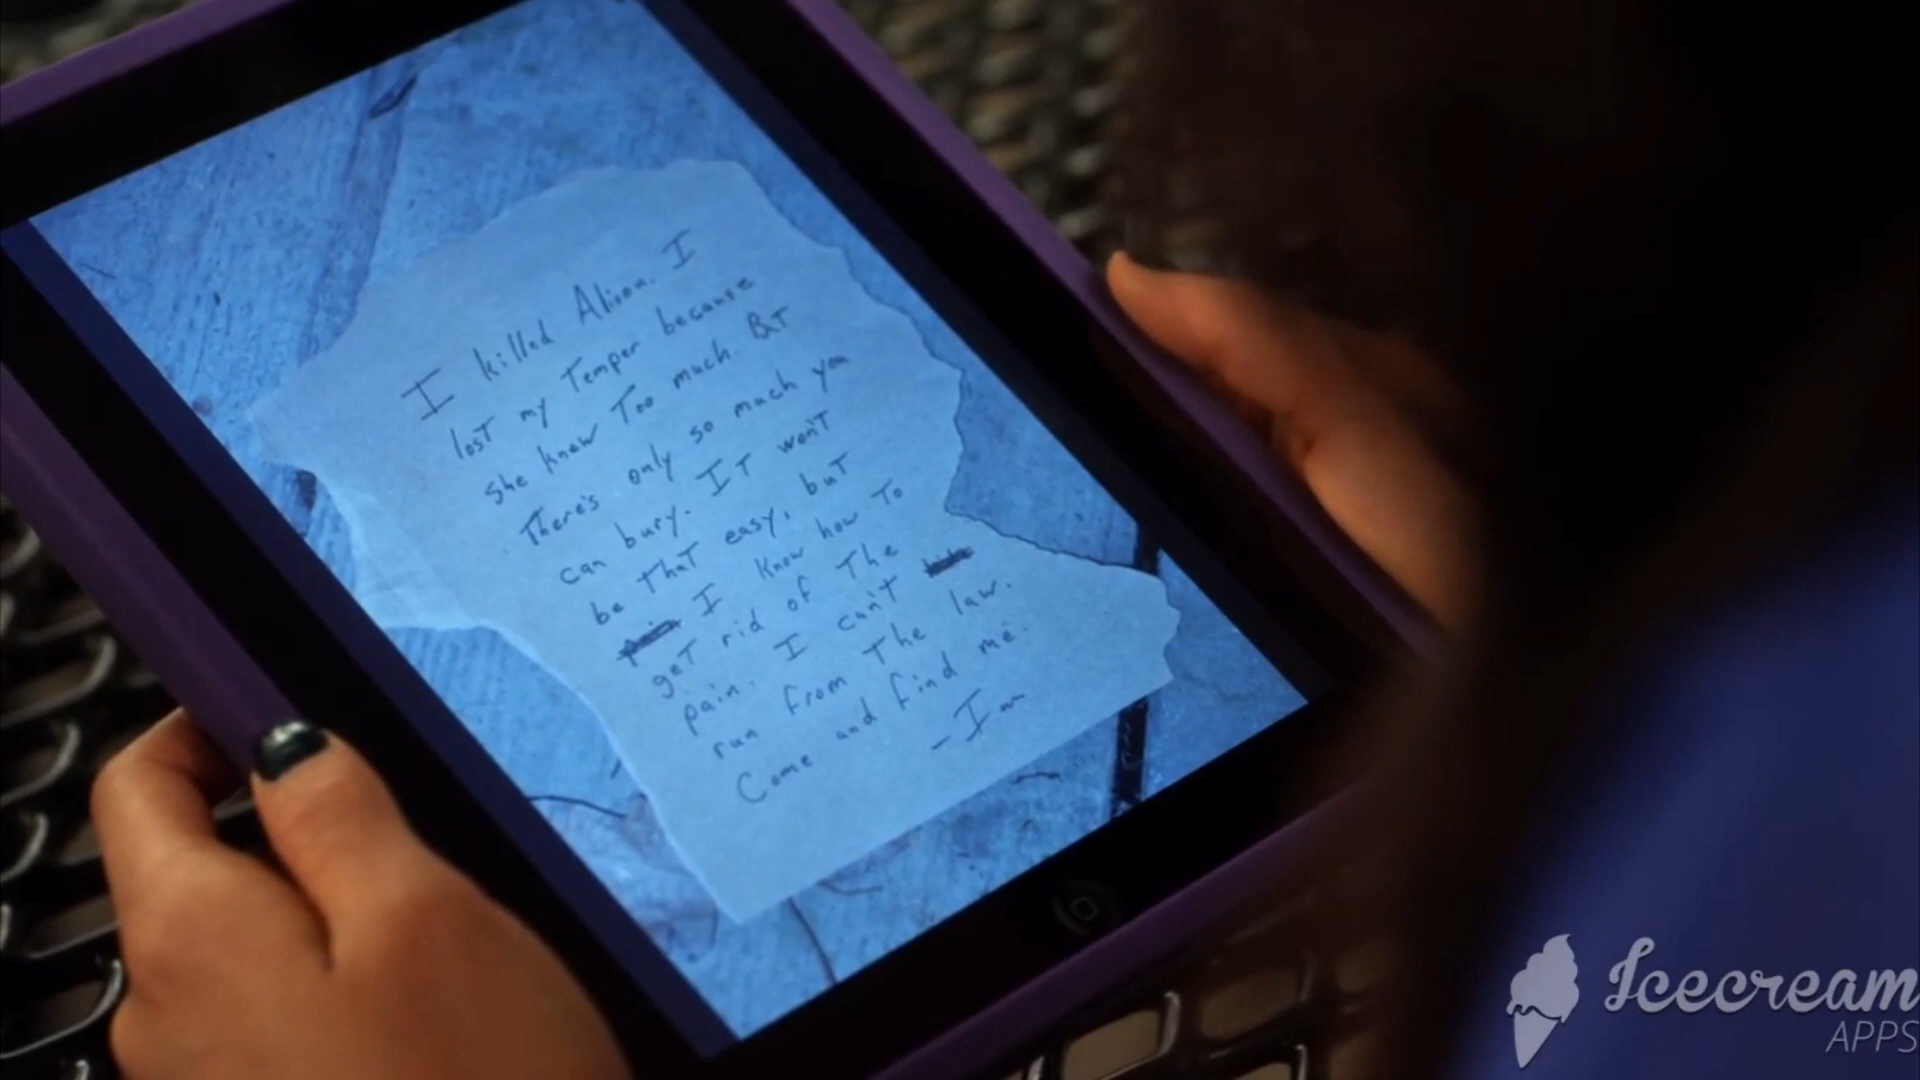 I killed Alison. I
lost my temper because
she knew too much. But
there's only so much you
can bury. It won't
be that easy, but
I know how to
get rid of the
pain. I can't
run from the law.
Come and find me.
-Ian
Icecream
APPS